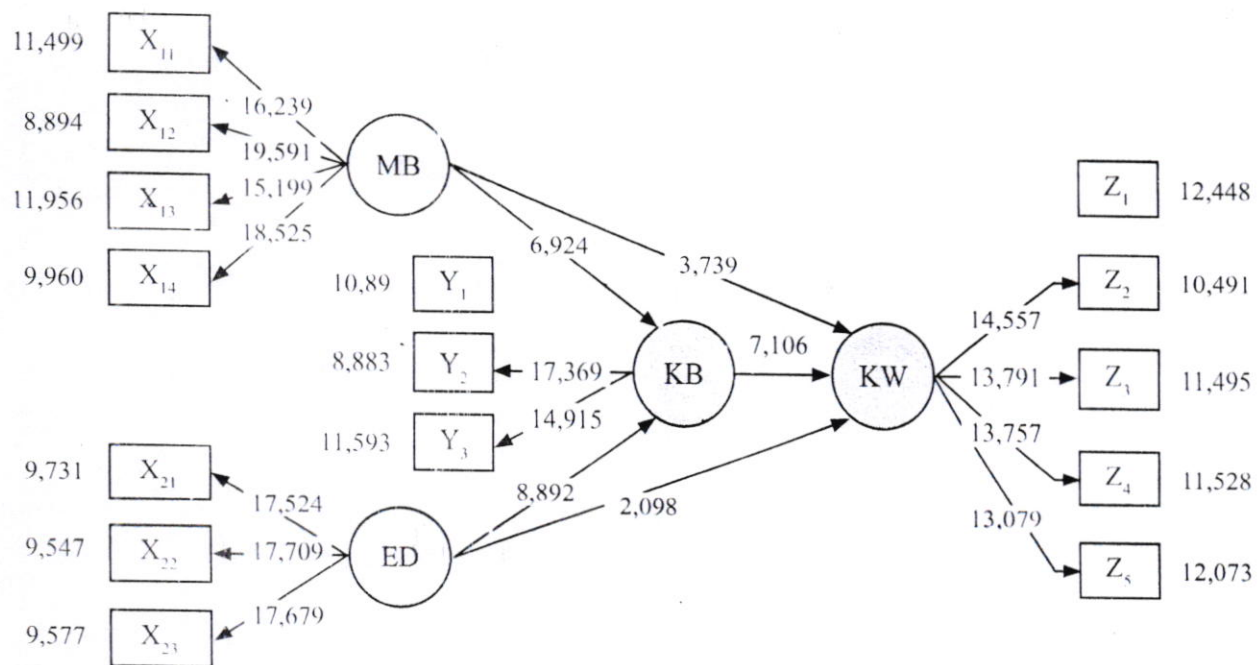 11,499 X₁₁
16,239
8,894 X₁₂
19,591
MB
11,956 X₁₃
15,199
18,525
9,960 X₁₄
6,924
3,739
Z₁ 12,448
10,89 Y₁
Z₂ 10,491
14,557
8,883 Y₂
17,369
KB
7,106
KW
13,791
Z₃ 11,495
14,915
11,593 Y₃
13,757
9,731 X₂₁
17,524
8,892
2,098
Z₄ 11,528
13,079
9,547 X₂₂
17,709
ED
Z₅ 12,073
17,679
9,577 X₂₃